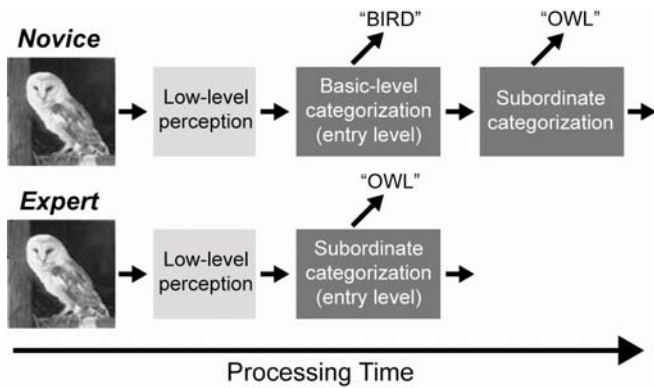 Novice
"BIRD"
"OWL"
Low-level
perception
Basic-level
categorization
(entry level)
Subordinate
categorization
Expert
"OWL"
Low-level
perception
Subordinate
categorization
(entry level)
Processing Time